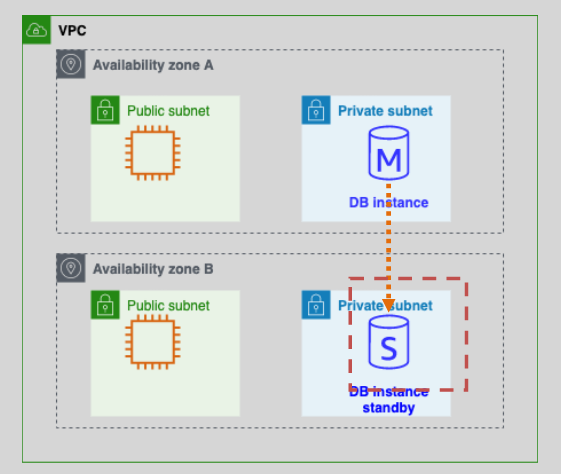 VPC
Availability zone A
Public subnet
Private subnet
M
DB instance
Availability zone B
Public subnet
Private subnet
S
DB instance
standby